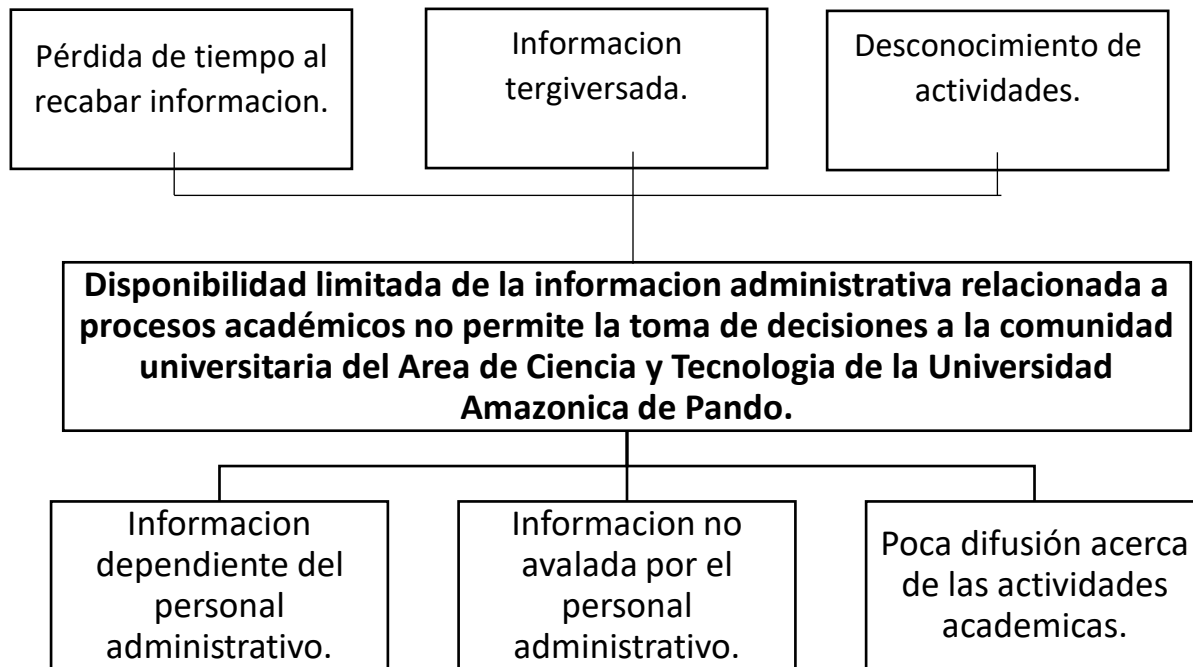 Pérdida de tiempo al
recabar informacion.
Informacion
tergiversada.
Desconocimiento de
actividades.
Disponibilidad limitada de la informacion administrativa relacionada a
procesos académicos no permite la toma de decisiones a la comunidad
universitaria del Area de Ciencia y Tecnologia de la Universidad
Amazonica de Pando.
Informacion
dependiente del
personal
administrativo.
Informacion no
avalada por el
personal
administrativo.
Poca difusión acerca
de las actividades
academicas.